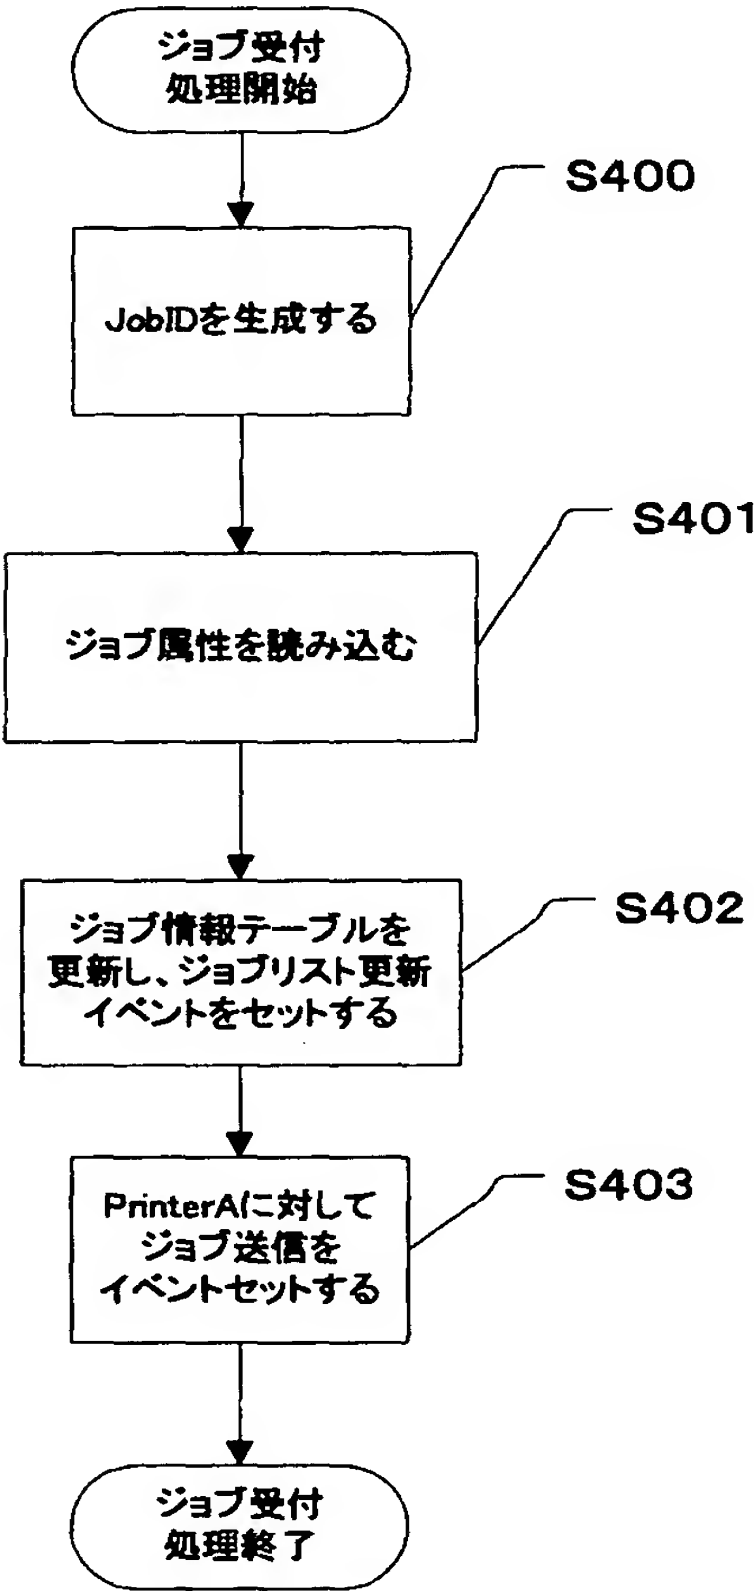 ジョブ受付
処理開始
S400
JobIDを生成する
S401
ジョブ属性を読み込む
S402
ジョブ情報テーブルを
更新し、ジョブリスト更新
イベントをセットする
S403
PrinterAに対して
ジョブ送信を
イベントセットする
ジョブ受付
処理終了